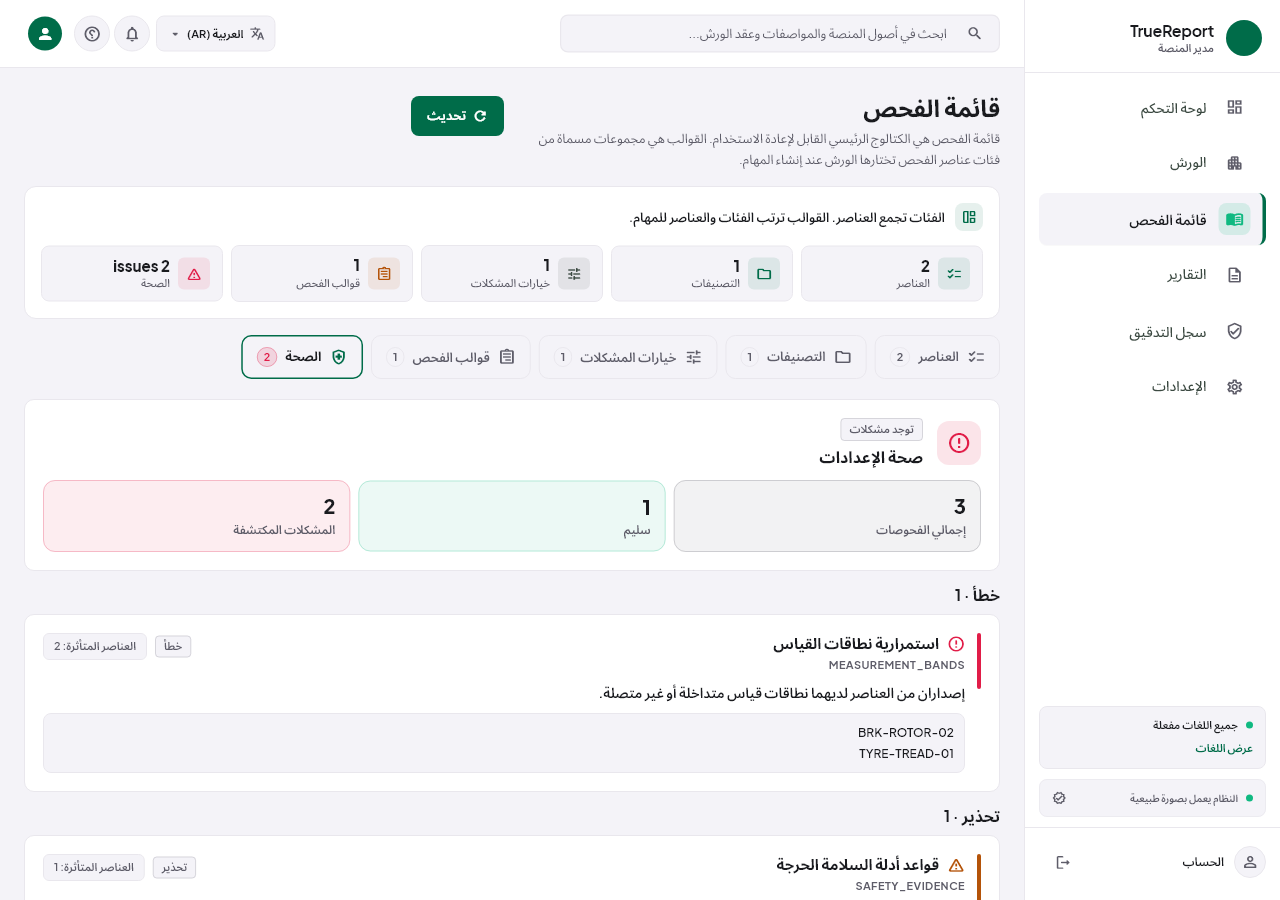 TrueReport
مدير المنصة
لوحة التحكم
الورش
قائمة الفحص
التقارير
سجل التدقيق
الإعدادات
جميع اللغات مفعلة
عرض اللغات
النظام يعمل بصورة طبيعية
الحساب
ابحث في أصول المنصة والمواصفات وعقد الورش...
العربية (AR)
قائمة الفحص
قائمة الفحص هي الكتالوج الرئيسي القابل لإعادة الاستخدام. القوالب هي مجموعات مسماة من
فئات عناصر الفحص تختارها الورش عند إنشاء المهام.
تحديث
الفئات تجمع العناصر. القوالب ترتب الفئات والعناصر للمهام.
2
العناصر
1
التصنيفات
1
خيارات المشكلات
1
قوالب الفحص
2 issues
الصحة
العناصر 2
التصنيفات 1
خيارات المشكلات 1
قوالب الفحص 1
الصحة 2
توجد مشكلات
صحة الإعدادات
3
إجمالي الفحوصات
1
سليم
2
المشكلات المكتشفة
خطأ · 1
استمرارية نطاقات القياس
خطأ
العناصر المتأثرة: 2
MEASUREMENT_BANDS
إصداران من العناصر لديهما نطاقات قياس متداخلة أو غير متصلة.
BRK-ROTOR-02
TYRE-TREAD-01
تحذير · 1
قواعد أدلة السلامة الحرجة
تحذير
العناصر المتأثرة: 1
SAFETY_EVIDENCE